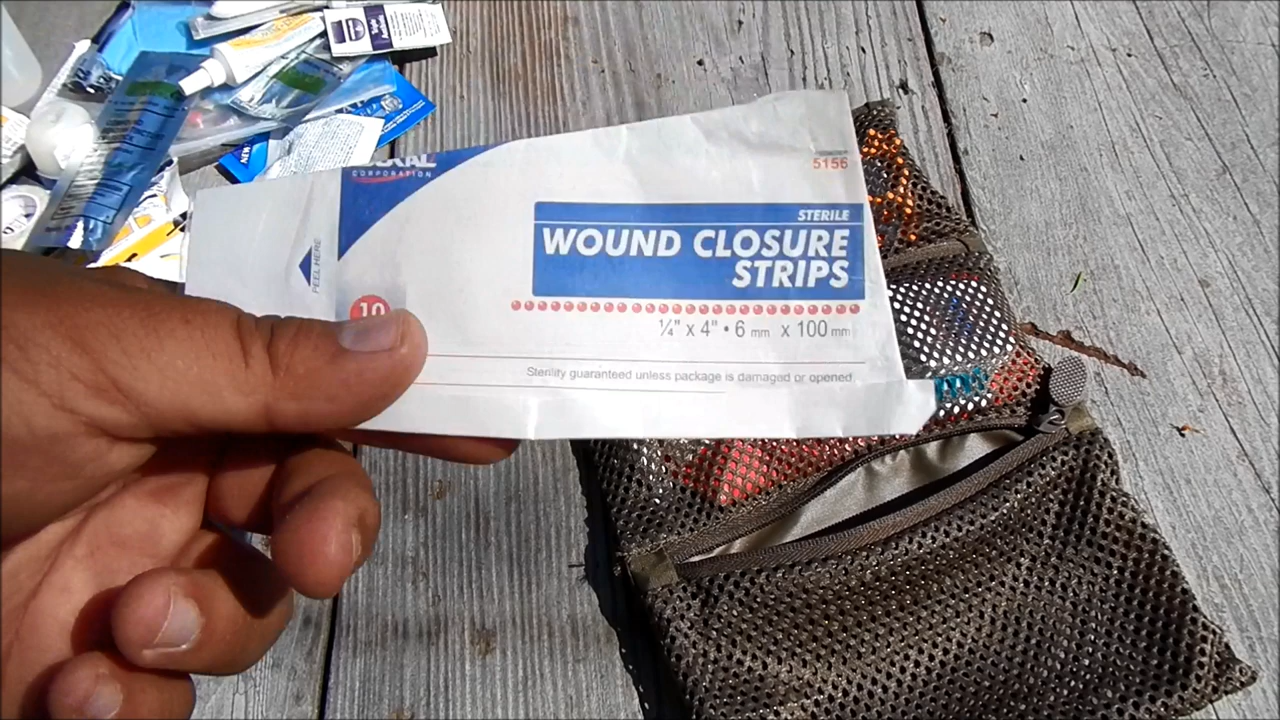 CORPORATION
5156
PEEL HERE
STERILE
WOUND CLOSURE
STRIPS
10
¼" x 4" • 6 mm x 100 mm
Sterility guaranteed unless package is damaged or opened.